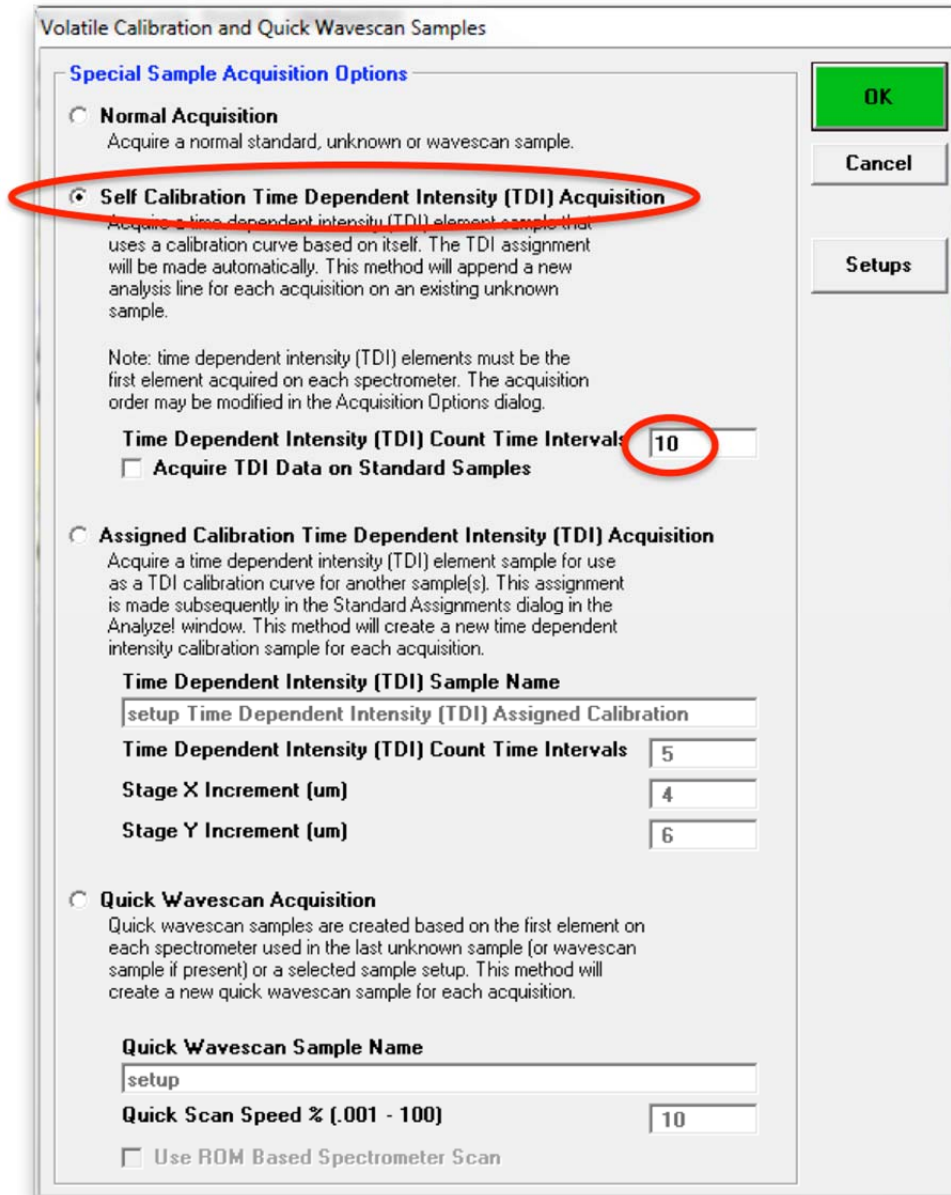 Volatile Calibration and Quick Wavescan Samples
Special Sample Acquisition Options
OK
Normal Acquisition
Acquire a normal standard, unknown or wavescan sample.
Cancel
Self Calibration Time Dependent Intensity (TDI) Acquisition
Acquire a time dependent intensity (TDI) element sample that
uses a calibration curve based on itself. The TDI assignment
will be made automatically. This method will append a new
analysis line for each acquisition on an existing unknown
sample.
Setups
Note: time dependent intensity (TDI) elements must be the
first element acquired on each spectrometer. The acquisition
order may be modified in the Acquisition Options dialog.
Time Dependent Intensity (TDI) Count Time Intervals 10
Acquire TDI Data on Standard Samples
Assigned Calibration Time Dependent Intensity (TDI) Acquisition
Acquire a time dependent intensity (TDI) element sample for use
as a TDI calibration curve for another sample(s). This assignment
is made subsequently in the Standard Assignments dialog in the
Analyze! window. This method will create a new time dependent
intensity calibration sample for each acquisition.
Time Dependent Intensity (TDI) Sample Name
setup Time Dependent Intensity (TDI) Assigned Calibration
Time Dependent Intensity (TDI) Count Time Intervals 5
Stage X Increment (um) 4
Stage Y Increment (um) 6
Quick Wavescan Acquisition
Quick wavescan samples are created based on the first element on
each spectrometer used in the last unknown sample (or wavescan
sample if present) or a selected sample setup. This method will
create a new quick wavescan sample for each acquisition.
Quick Wavescan Sample Name
setup
Quick Scan Speed % (.001 - 100) 10
Use ROM Based Spectrometer Scan